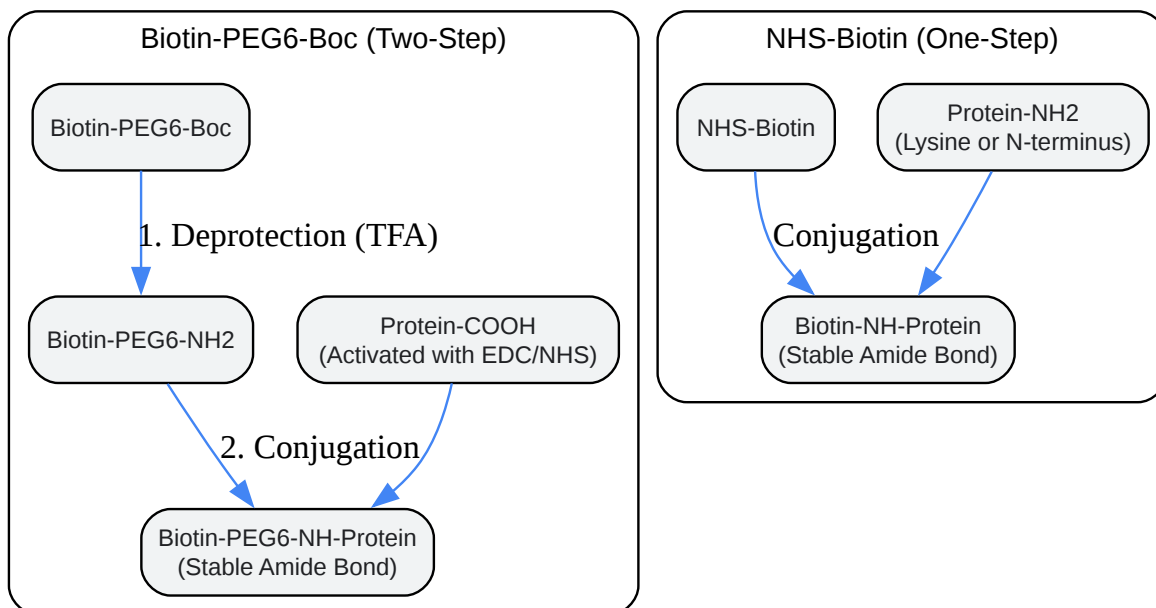 Biotin-PEG6-Boc (Two-Step)
Biotin-PEG6-Boc
1. Deprotection (TFA)
Biotin-PEG6-NH2
Protein-COOH
(Activated with EDC/NHS)
2. Conjugation
Biotin-PEG6-NH-Protein
(Stable Amide Bond)
NHS-Biotin (One-Step)
NHS-Biotin
Protein-NH2
(Lysine or N-terminus)
Conjugation
Biotin-NH-Protein
(Stable Amide Bond)